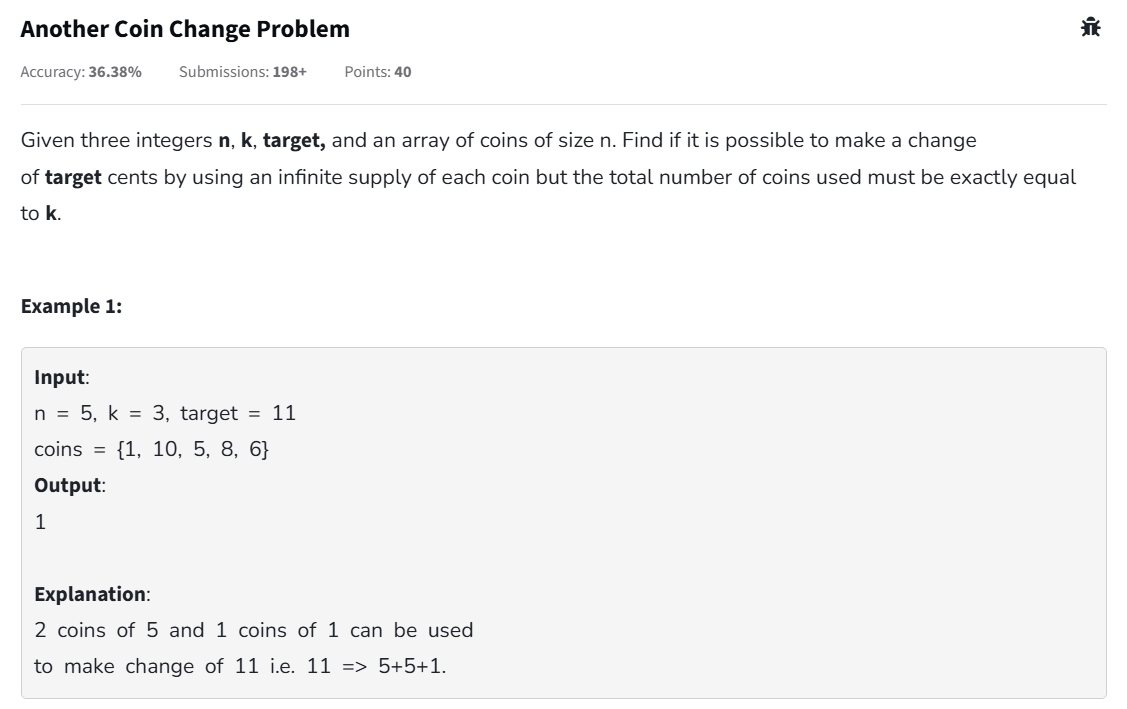 Another Coin Change Problem
Accuracy: 36.38% Submissions: 198+ Points: 40
Given three integers n, k, target, and an array of coins of size n. Find if it is possible to make a change
of target cents by using an infinite supply of each coin but the total number of coins used must be exactly equal
to k.
Example 1:
Input:
n = 5, k = 3, target = 11
coins = {1, 10, 5, 8, 6}
Output:
1
Explanation:
2 coins of 5 and 1 coins of 1 can be used
to make change of 11 i.e. 11 => 5+5+1.